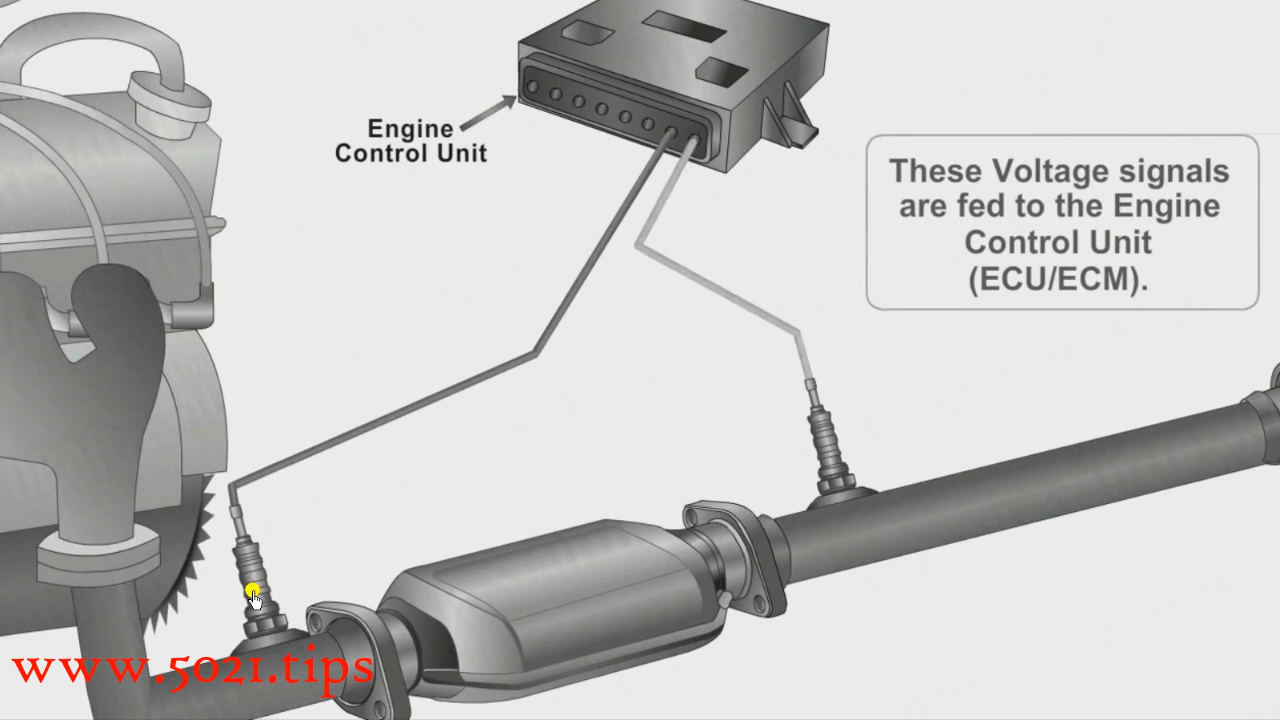 Engine
Control Unit
These Voltage signals
are fed to the Engine
Control Unit
(ECU/ECM).
www.5021.tips